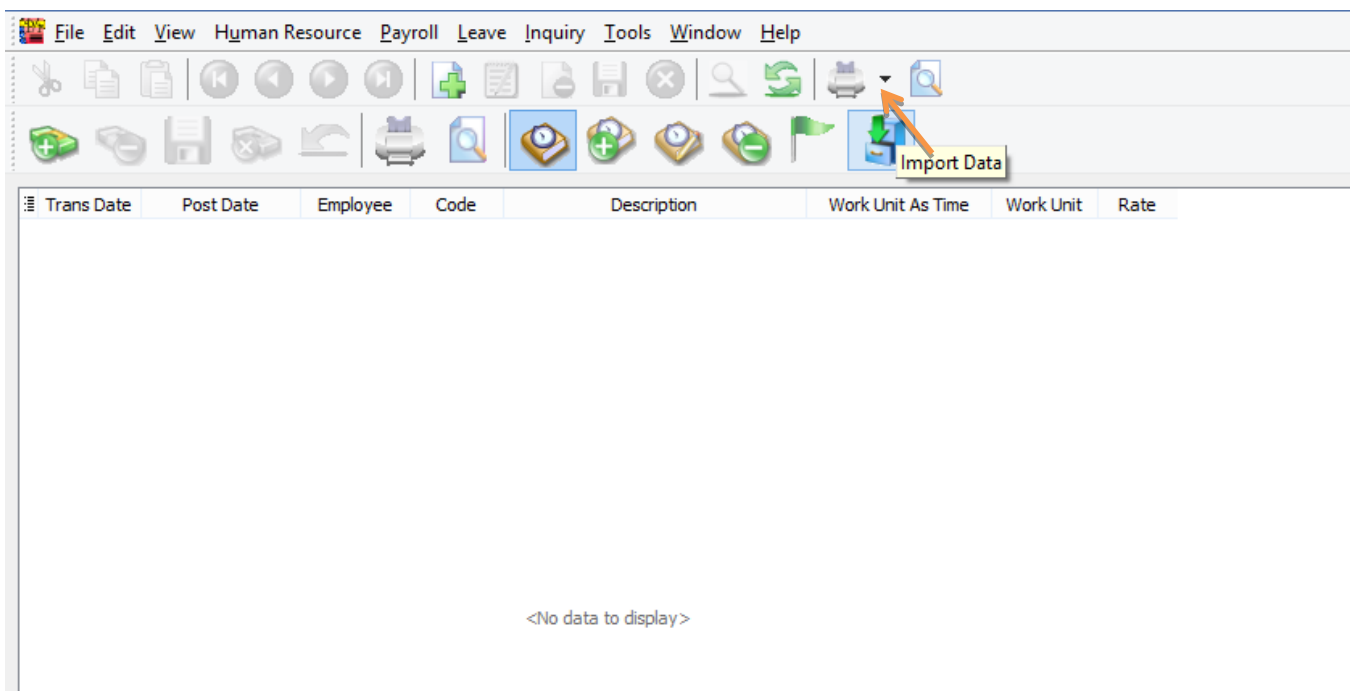 File Edit View Human Resource Payroll Leave Inquiry Tools Window Help
Import Data
Trans Date Post Date Employee Code Description Work Unit As Time Work Unit Rate
<No data to display>